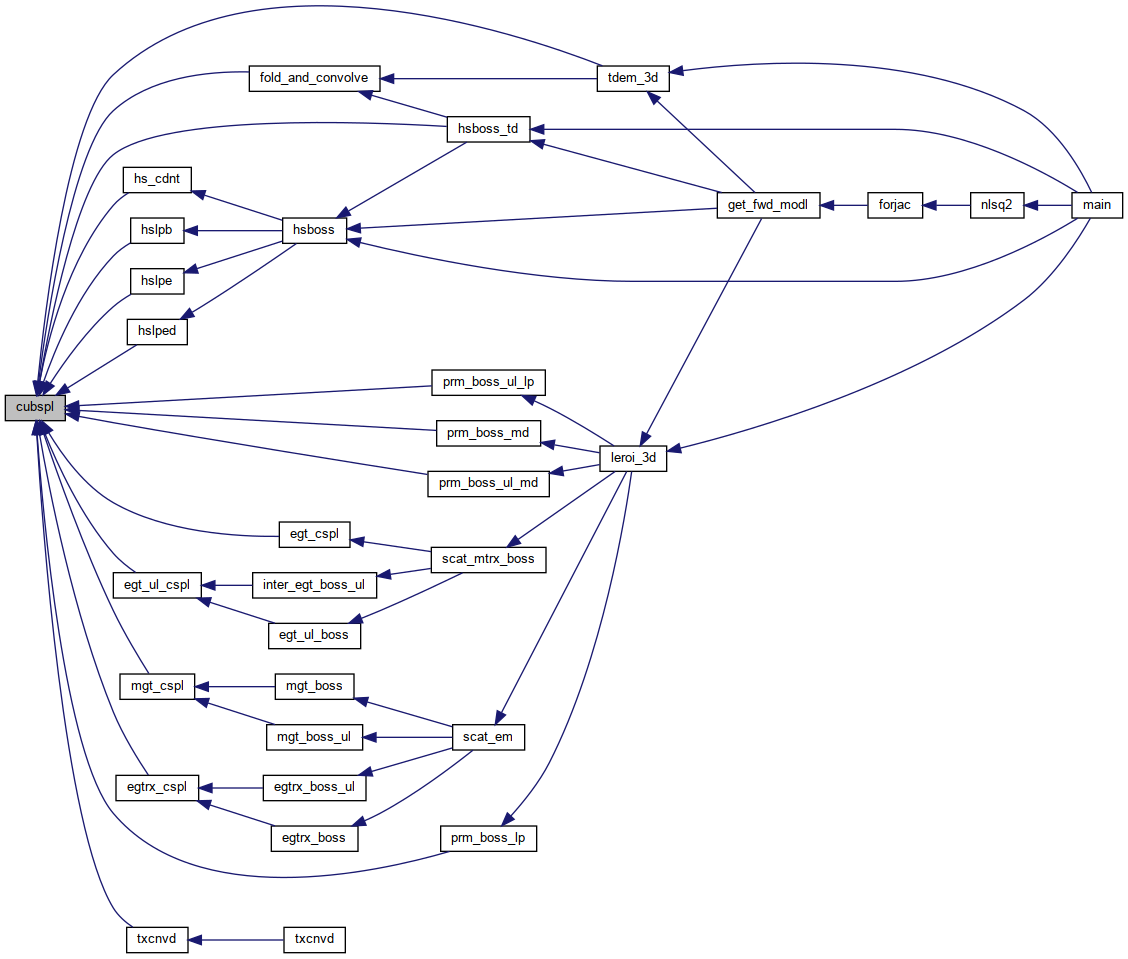 fold_and_convolve
tdem_3d
hsboss_td
hs_cdnt
get_fwd_modl
forjac
nlsq2
main
hslpb
hsboss
hslpe
hslped
cubspl
prm_boss_ul_lp
prm_boss_md
leroi_3d
prm_boss_ul_md
egt_cspl
scat_mtrx_boss
egt_ul_cspl
inter_egt_boss_ul
egt_ul_boss
mgt_cspl
mgt_boss
mgt_boss_ul
scat_em
egtrx_cspl
egtrx_boss_ul
egtrx_boss
prm_boss_lp
txcnvd
txcnvd